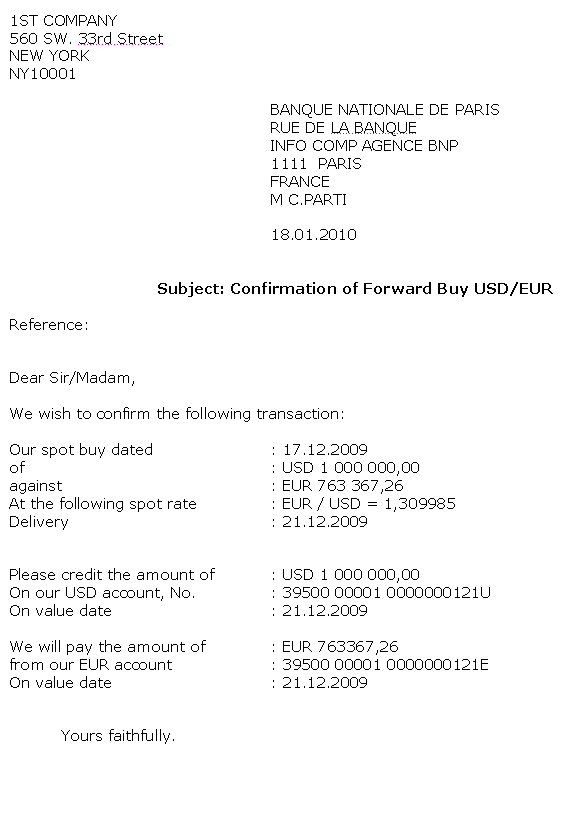 1ST COMPANY
560 SW. 33rd Street
NEW YORK
NY10001
BANQUE NATIONALE DE PARIS
RUE DE LA BANQUE
INFO COMP AGENCE BNP
1111  PARIS
FRANCE
M C.PARTI
18.01.2010
Subject: Confirmation of Forward Buy USD/EUR
Reference:
Dear Sir/Madam,
We wish to confirm the following transaction:
Our spot buy dated : 17.12.2009
of : USD 1 000 000,00
against : EUR 763 367,26
At the following spot rate : EUR / USD = 1,309985
Delivery : 21.12.2009
Please credit the amount of : USD 1 000 000,00
On our USD account, No. : 39500 00001 0000000121U
On value date : 21.12.2009
We will pay the amount of : EUR 763367,26
from our EUR account : 39500 00001 0000000121E
On value date : 21.12.2009
Yours faithfully.